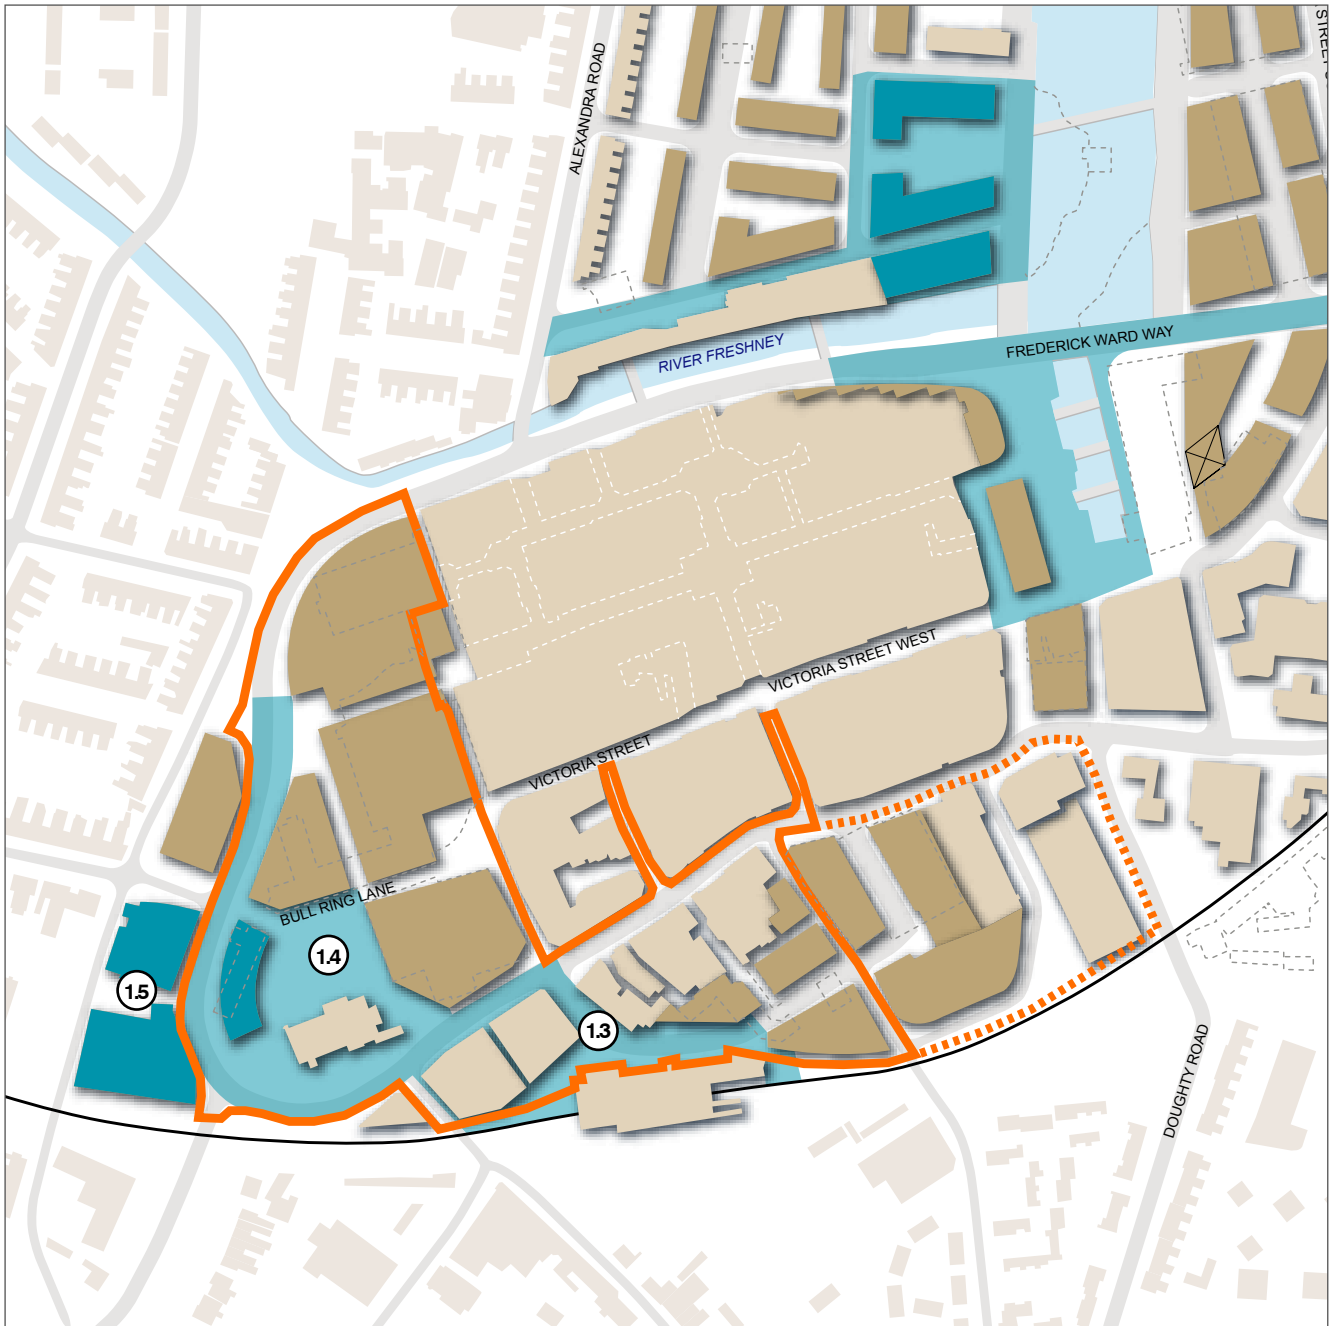 ALEXANDRA ROAD
RIVER FRESHNEY
FREDERICK WARD WAY
VICTORIA STREET WEST
VICTORIA STREET
BULL RING LANE
1.4
1.5
1.3
DOUGHTY ROAD